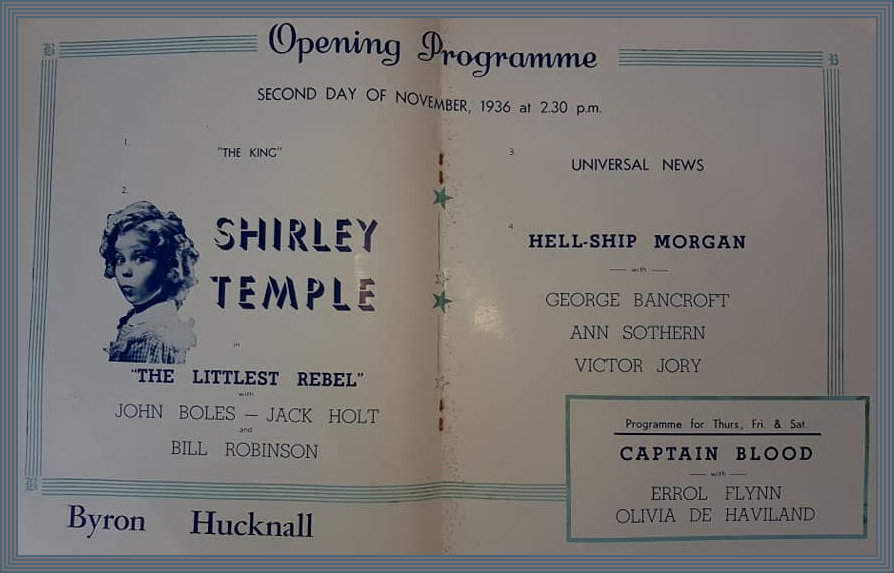 Opening Programme
SECOND DAY OF NOVEMBER, 1936 at 2.30 p.m.
1.
"THE KING"
2.
SHIRLEY
TEMPLE
in
"THE LITTLEST REBEL"
with
JOHN BOLES — JACK HOLT
and
BILL ROBINSON
3
UNIVERSAL NEWS
4
HELL-SHIP MORGAN
— with —
GEORGE BANCROFT
ANN SOTHERN
VICTOR JORY
Programme for Thurs., Fri. & Sat.
CAPTAIN BLOOD
— with —
ERROL FLYNN
OLIVIA DE HAVILAND
B
B
B
Byron Hucknall